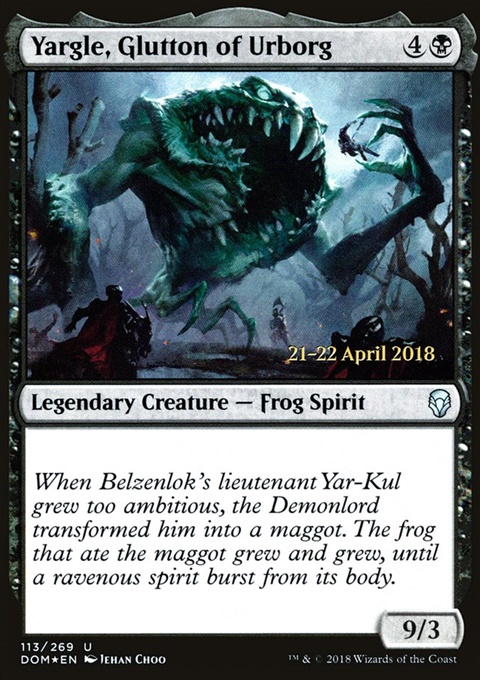 Yargle, Glutton of Urborg 4
21-22 April 2018
Legendary Creature — Frog Spirit
When Belzenlok's lieutenant Yar-Kul
grew too ambitious, the Demonlord
transformed him into a maggot. The frog
that ate the maggot grew and grew, until
a ravenous spirit burst from its body.
9/3
113/269 U
DOM★EN Jehan Choo
™ & © 2018 Wizards of the Coast